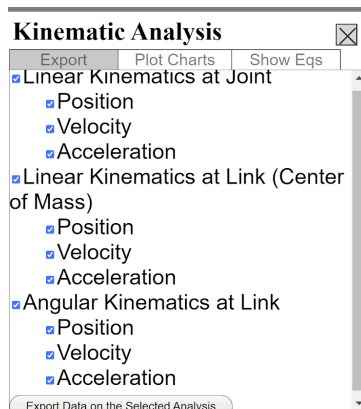 Kinematic Analysis
Export Plot Charts Show Eqs
Linear Kinematics at Joint
Position
Velocity
Acceleration
Linear Kinematics at Link (Center
of Mass)
Position
Velocity
Acceleration
Angular Kinematics at Link
Position
Velocity
Acceleration
Export Data on the Selected Analysis